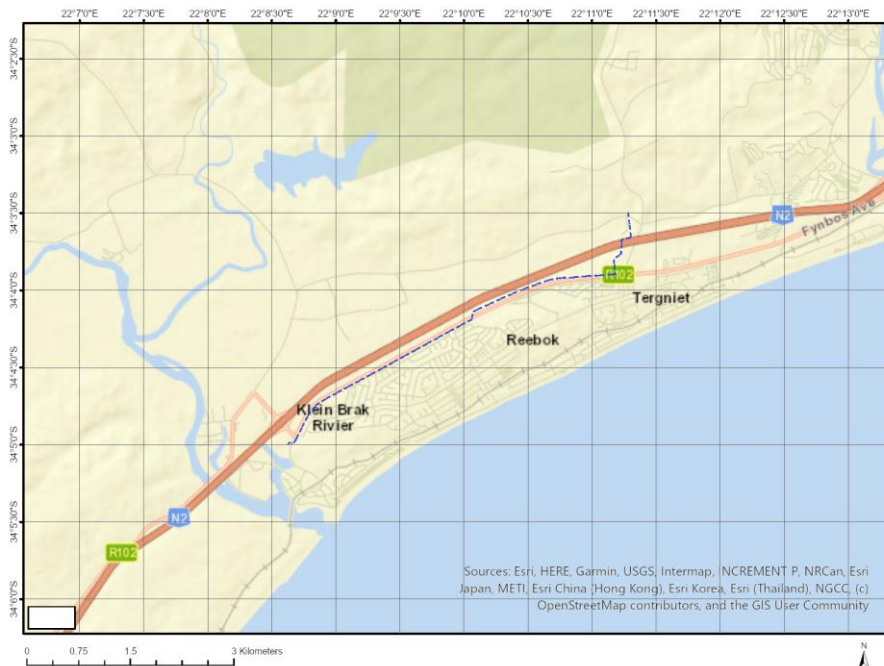 22°7'0"E 22°7'30"E 22°8'0"E 22°8'30"E 22°9'0"E 22°9'30"E 22°10'0"E 22°10'30"E 22°11'0"E 22°11'30"E 22°12'0"E 22°12'30"E 22°13'0"E
34°2'30"S
34°3'0"S
34°3'30"S
N2
Fynbos Ave
34°4'0"S
R102
Tergniet
Reebok
34°4'30"S
Klein Brak
Rivier
34°5'0"S
N2
34°5'30"S
R102
34°6'0"S
Sources: Esri, HERE, Garmin, USGS, Intermap, INCREMENT P, NRCan, Esri
Japan, METI, Esri China (Hong Kong), Esri Korea, Esri (Thailand), NGCC, (c)
OpenStreetMap contributors, and the GIS User Community
0 0.75 1.5 3 Kilometers
N